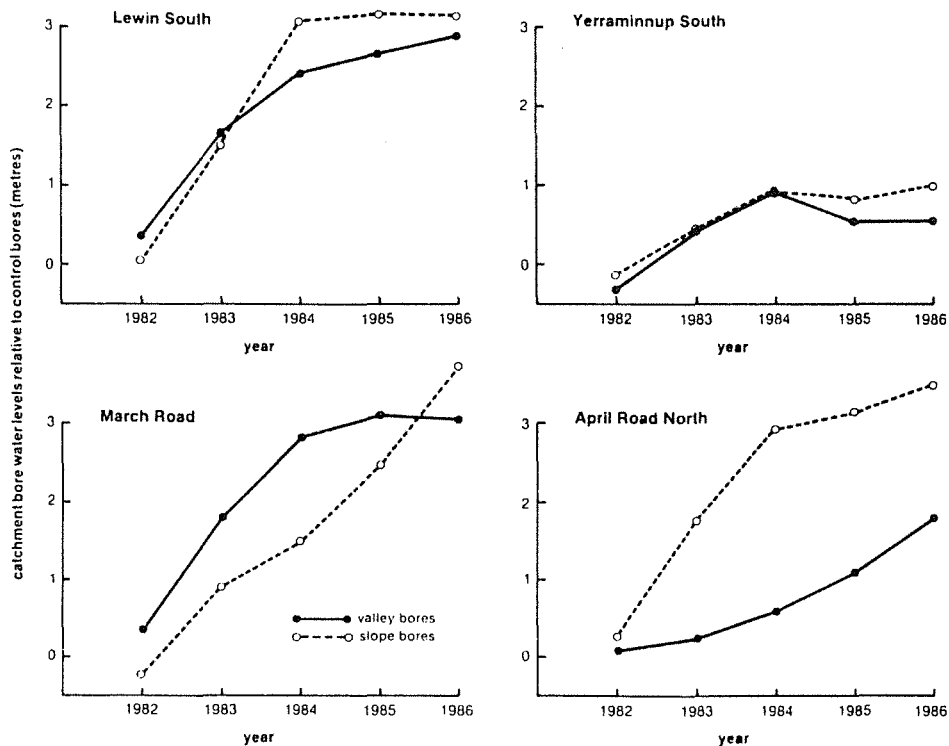 Lewin South
3
2
1
0
1982 1983 1984 1985 1986
year
Yerraminnup South
3
2
1
0
1982 1983 1984 1985 1986
year
catchment bore water levels relative to control bores (metres)
March Road
3
2
1
0
valley bores
slope bores
1982 1983 1984 1985 1986
year
April Road North
3
2
1
0
1982 1983 1984 1985 1986
year